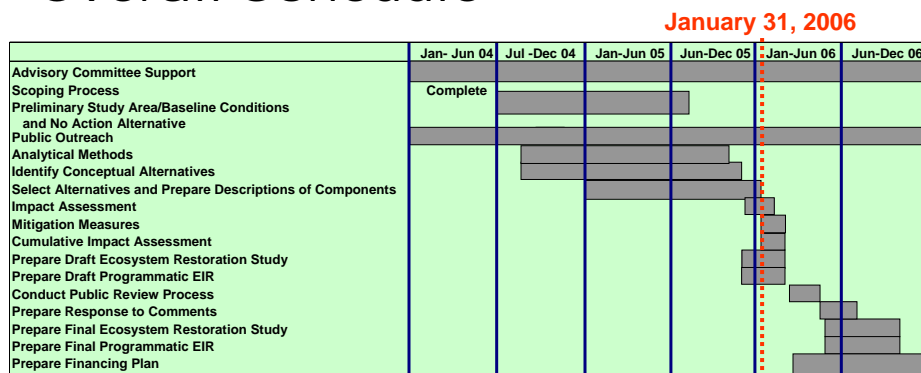 Overall Schedule
January 31, 2006
Jan- Jun 04 Jul -Dec 04 Jan-Jun 05 Jun-Dec 05 Jan-Jun 06 Jun-Dec 06
Advisory Committee Support
Scoping Process Complete
Preliminary Study Area/Baseline Conditions
and No Action Alternative
Public Outreach
Analytical Methods
Identify Conceptual Alternatives
Select Alternatives and Prepare Descriptions of Components
Impact Assessment
Mitigation Measures
Cumulative Impact Assessment
Prepare Draft Ecosystem Restoration Study
Prepare Draft Programmatic EIR
Conduct Public Review Process
Prepare Response to Comments
Prepare Final Ecosystem Restoration Study
Prepare Final Programmatic EIR
Prepare Financing Plan